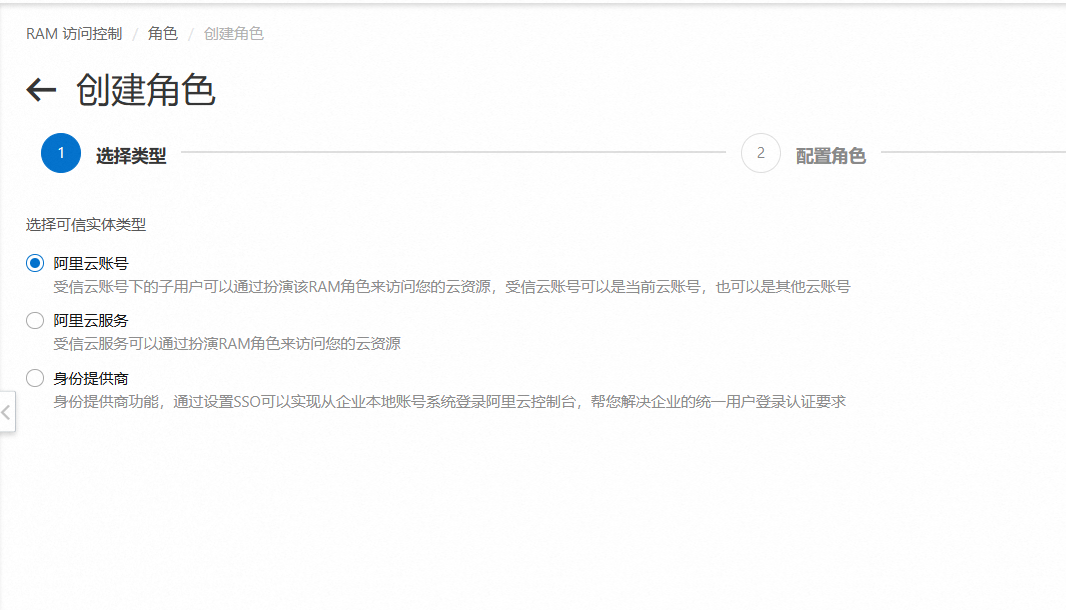 RAM 访问控制 / 角色 / 创建角色
创建角色
1 选择类型 2 配置角色
选择可信实体类型
阿里云账号
受信云账号下的子用户可以通过扮演该RAM角色来访问您的云资源，受信云账号可以是当前云账号，也可以是其他云账号
阿里云服务
受信云服务可以通过扮演RAM角色来访问您的云资源
身份提供商
身份提供商功能，通过设置SSO可以实现从企业本地账号系统登录阿里云控制台，帮您解决企业的统一用户登录认证要求